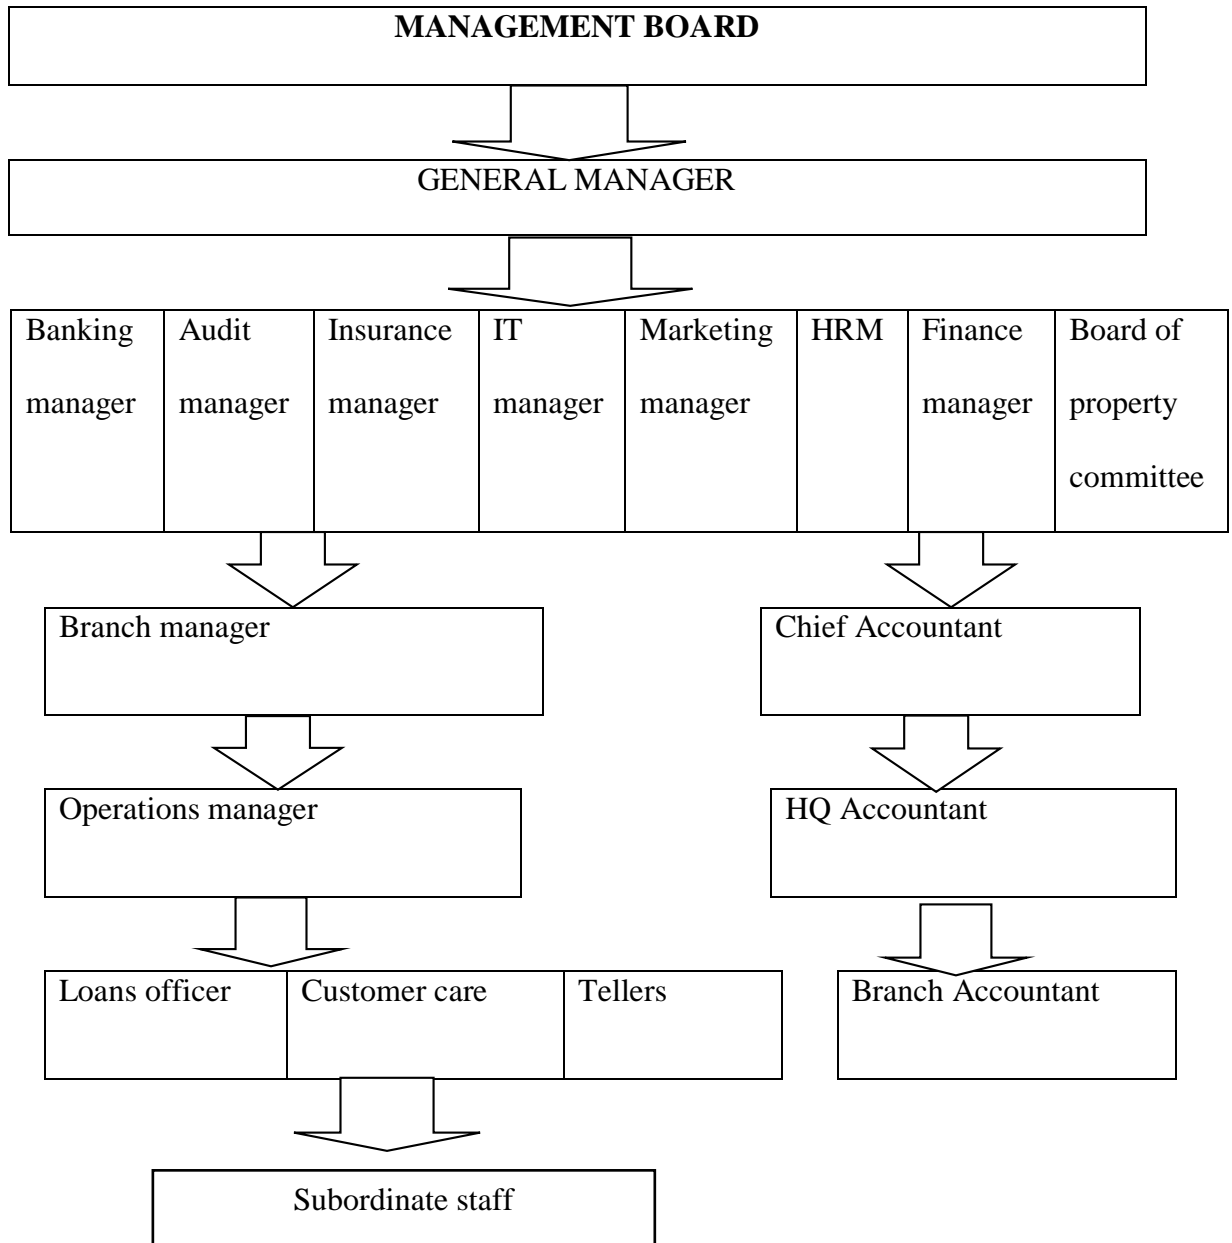 MANAGEMENT BOARD
GENERAL MANAGER
Banking
manager
Audit
manager
Insurance
manager
IT
manager
Marketing
manager
HRM
Finance
manager
Board of
property
committee
Branch manager
Chief Accountant
Operations manager
HQ Accountant
Loans officer
Customer care
Tellers
Branch Accountant
Subordinate staff